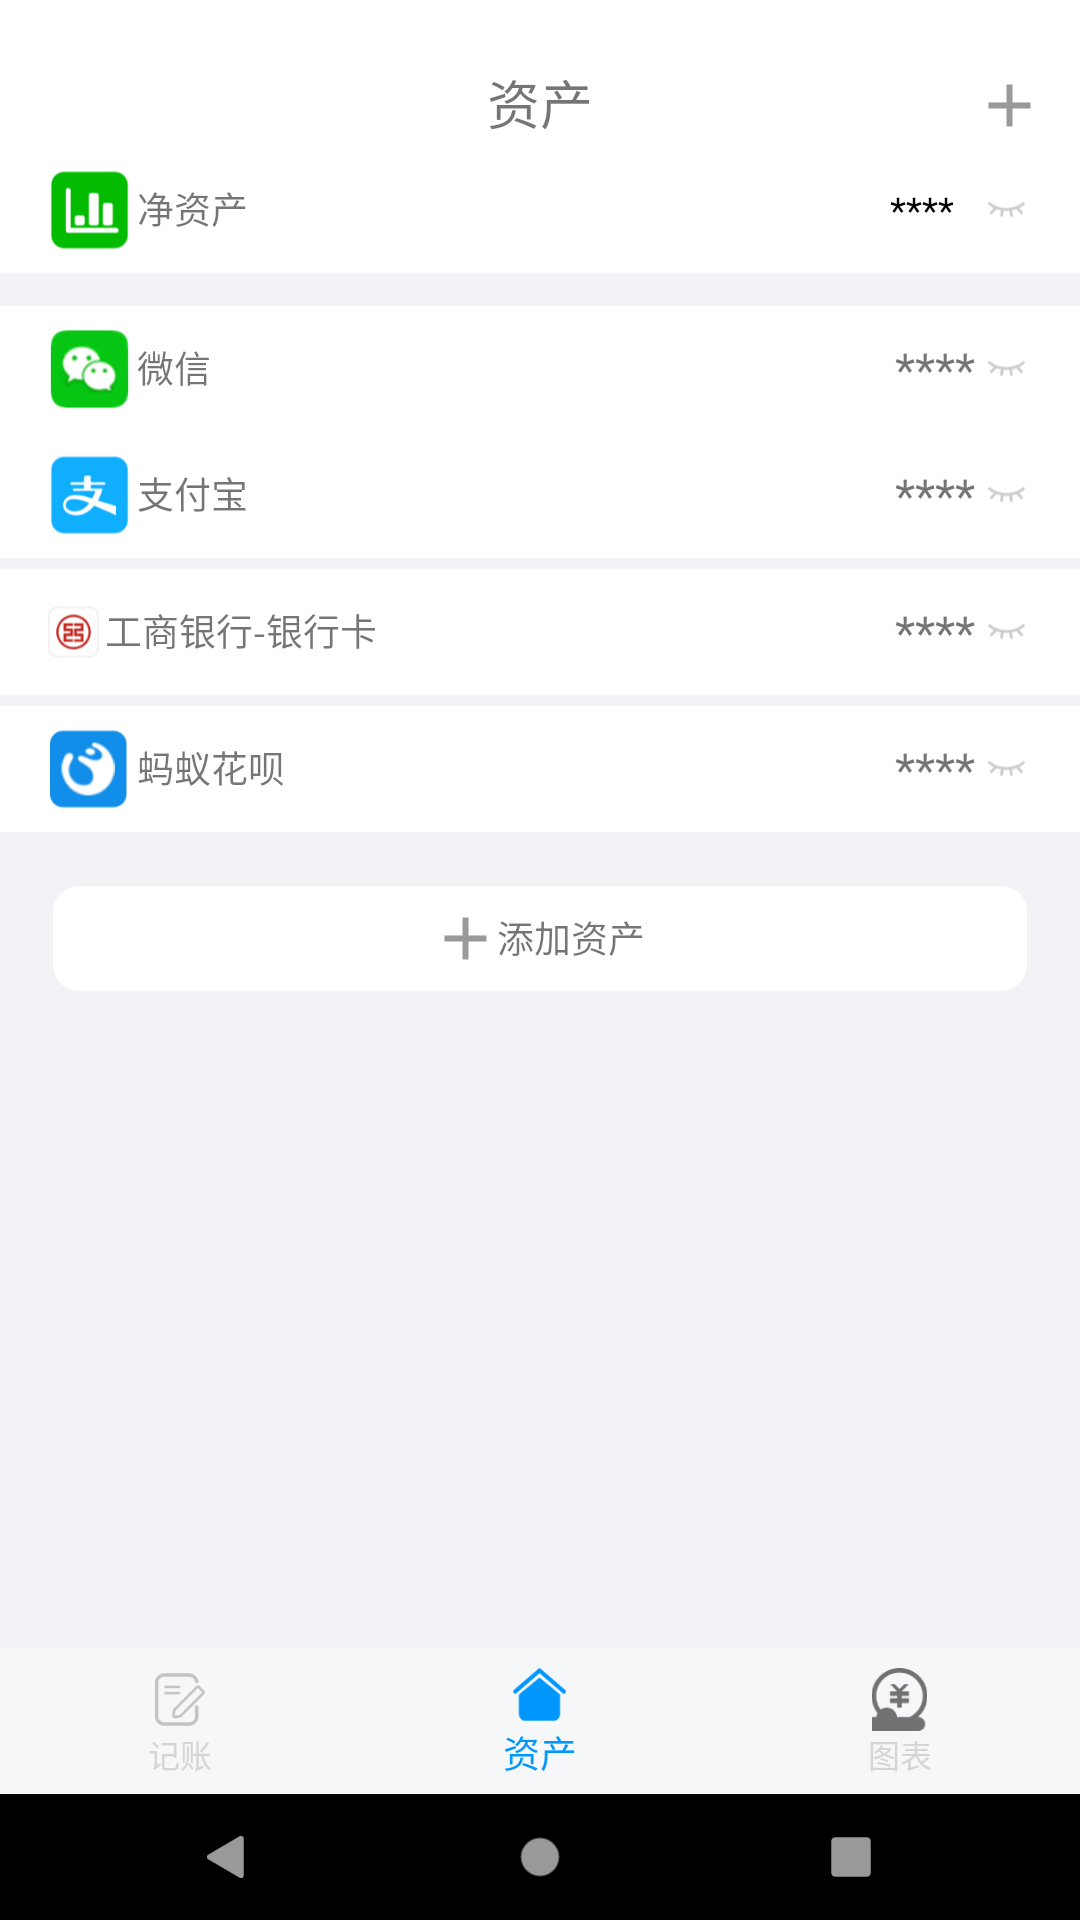 资产
净资产 ****
微信 ****
支付宝 ****
工商银行-银行卡 ****
蚂蚁花呗 ****
添加资产
记账 资产 图表